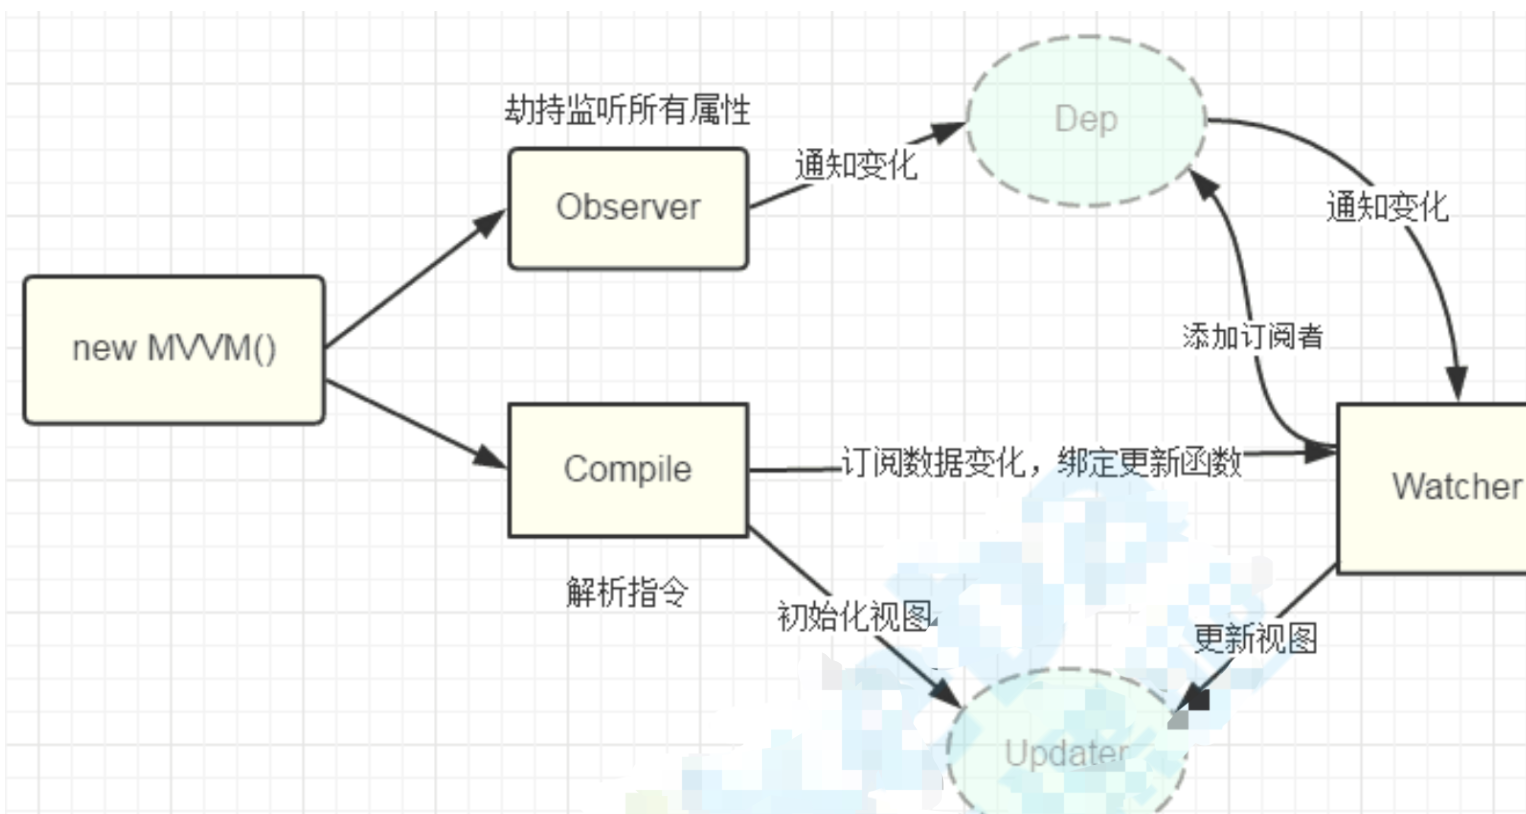 Dep
劫持监听所有属性
通知变化
Observer
通知变化
new MVVM()
添加订阅者
Compile
订阅数据变化，绑定更新函数
Watcher
解析指令
初始化视图
更新视图
Updater